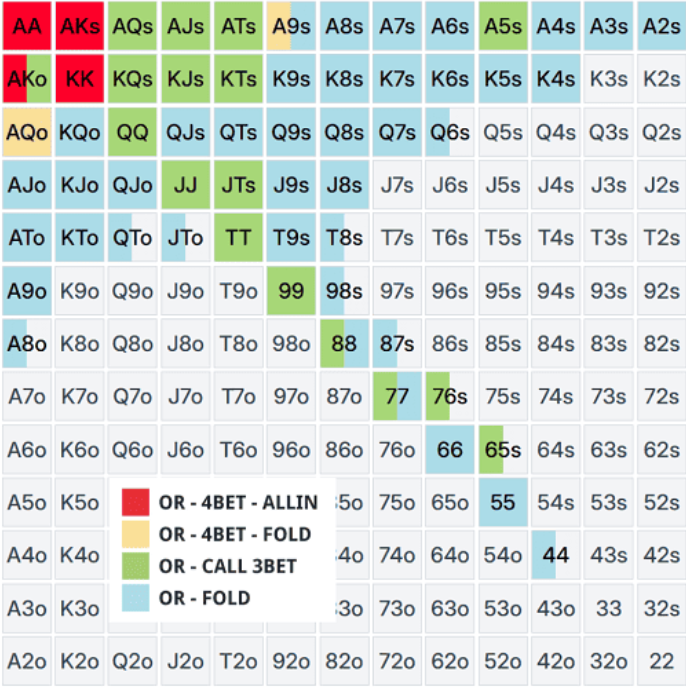 AA AKs AQs AJs ATs A9s A8s A7s A6s A5s A4s A3s A2s
AKo KK KQs KJs KTs K9s K8s K7s K6s K5s K4s K3s K2s
AQo KQo QQ QJs QTs Q9s Q8s Q7s Q6s Q5s Q4s Q3s Q2s
AJo KJo QJo JJ JTs J9s J8s J7s J6s J5s J4s J3s J2s
ATo KTo QTo JTo TT T9s T8s T7s T6s T5s T4s T3s T2s
A9o K9o Q9o J9o T9o 99 98s 97s 96s 95s 94s 93s 92s
A8o K8o Q8o J8o T8o 98o 88 87s 86s 85s 84s 83s 82s
A7o K7o Q7o J7o T7o 97o 87o 77 76s 75s 74s 73s 72s
A6o K6o Q6o J6o T6o 96o 86o 76o 66 65s 64s 63s 62s
A5o K5o 5o 75o 65o 55 54s 53s 52s
A4o K4o 4o 74o 64o 54o 44 43s 42s
A3o K3o 3o 73o 63o 53o 43o 33 32s
A2o K2o Q2o J2o T2o 92o 82o 72o 62o 52o 42o 32o 22
OR - 4BET - ALLIN
OR - 4BET - FOLD
OR - CALL 3BET
OR - FOLD